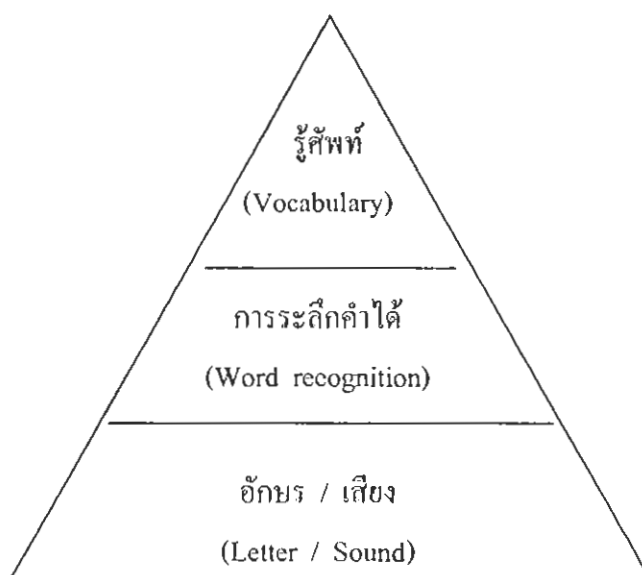 รู้ศัพท์
(Vocabulary)
การระลึกคำได้
(Word recognition)
อักษร / เสียง
(Letter / Sound)